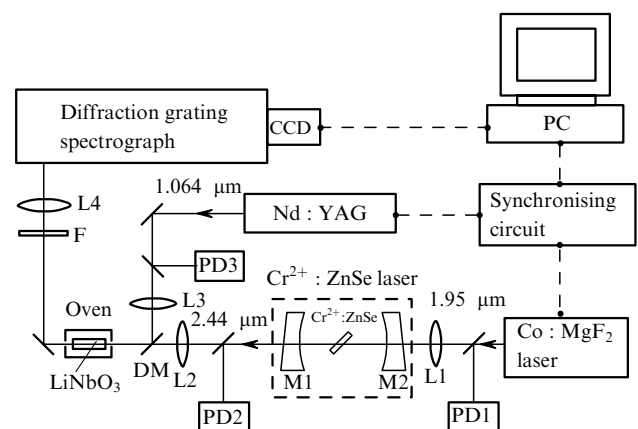 Diffraction grating
spectrograph
CCD
PC
1.064 μm
L4
Nd : YAG
Synchronising
circuit
F
PD3
Cr2+ : ZnSe laser
Oven
L3
2.44 μm
Cr2+:ZnSe
1.95 μm
Co : MgF2
laser
LiNbO3
DM
L2
M1
M2
L1
PD2
PD1